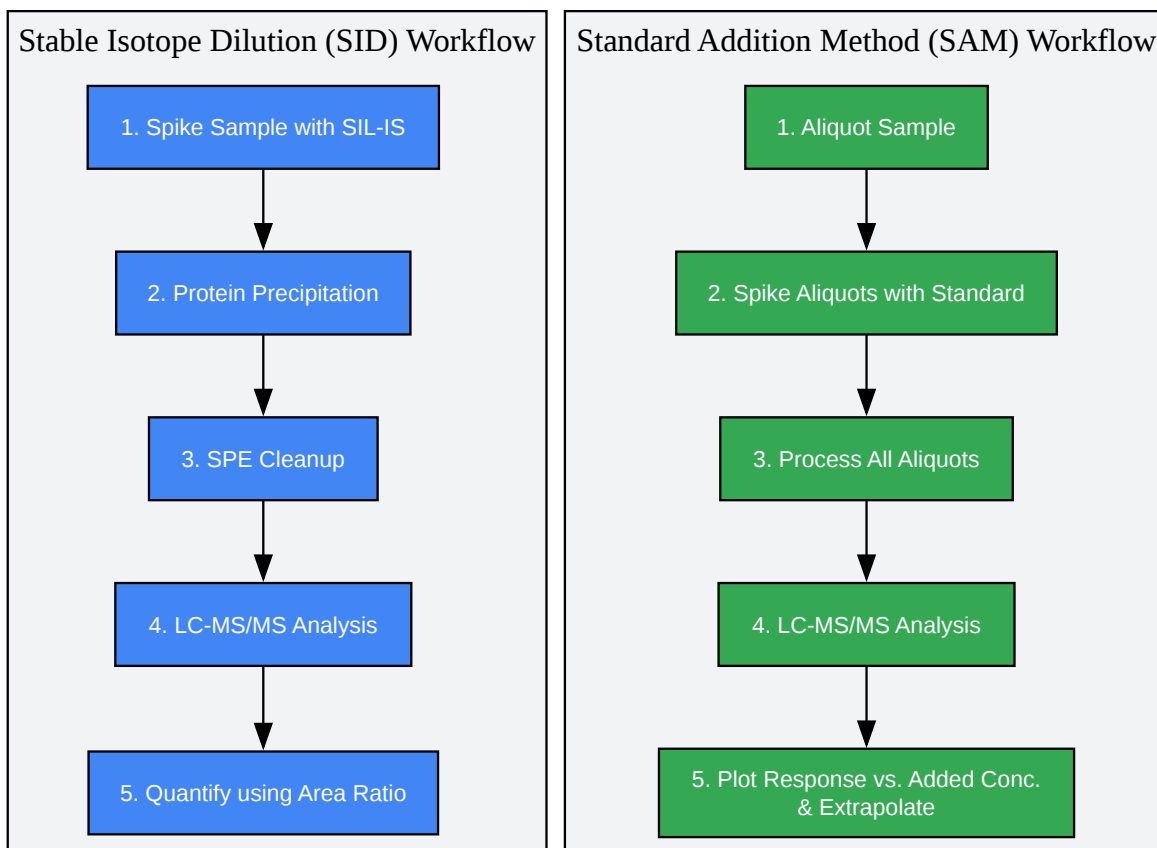 Stable Isotope Dilution (SID) Workflow
1. Spike Sample with SIL-IS
2. Protein Precipitation
3. SPE Cleanup
4. LC-MS/MS Analysis
5. Quantify using Area Ratio
Standard Addition Method (SAM) Workflow
1. Aliquot Sample
2. Spike Aliquots with Standard
3. Process All Aliquots
4. LC-MS/MS Analysis
5. Plot Response vs. Added Conc.
& Extrapolate